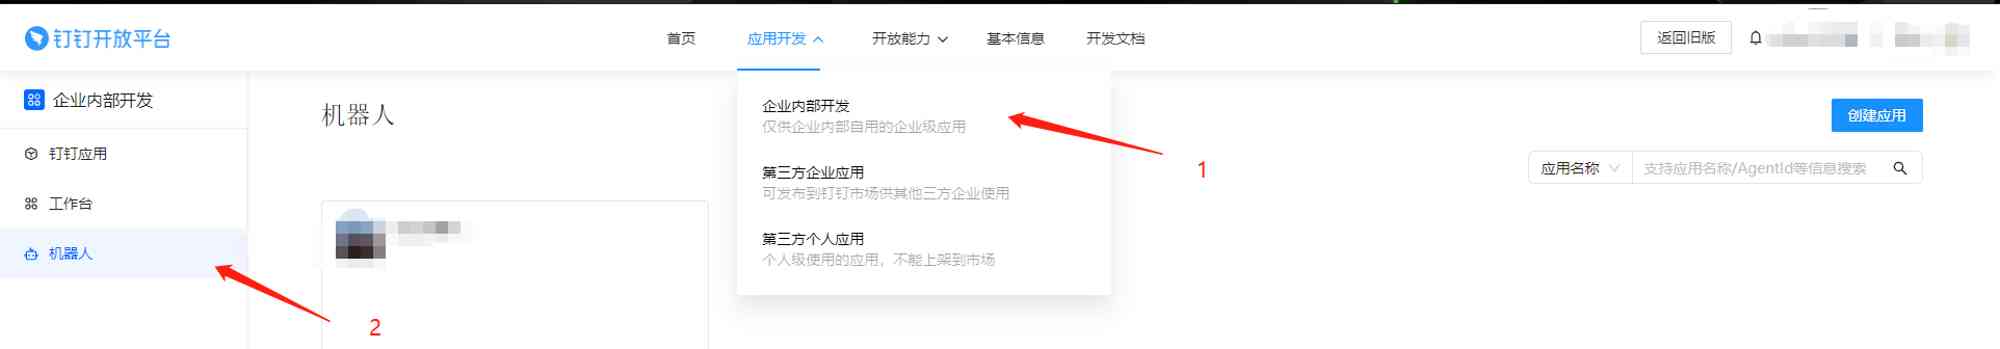 钉钉开放平台
首页
应用开发
开放能力
基本信息
开发文档
返回旧版
企业内部开发
钉钉应用
工作台
机器人
机器人
企业内部开发
仅供企业内部自用的企业级应用
第三方企业应用
可发布到钉钉市场供其他三方企业使用
第三方个人应用
个人级使用的应用，不能上架到市场
1
2
创建应用
应用名称
支持应用名称/AgentId等信息搜索